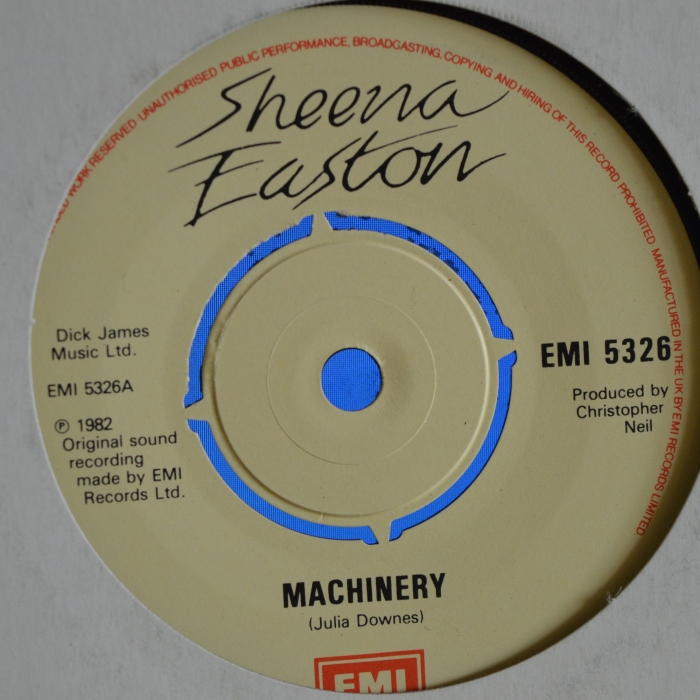 WORK RESERVED UNAUTHORISED PUBLIC PERFORMANCE, BROADCASTING, COPYING AND HIRING OF THIS RECORD PROHIBITED. MANUFACTURED IN THE UK BY EMI RECORDS LIMITED
Sheena
Easton
Dick James
Music Ltd.
EMI 5326A
℗ 1982
Original sound
recording
made by EMI
Records Ltd.
EMI 5326
Produced by
Christopher
Neil
MACHINERY
(Julia Downes)
EMI